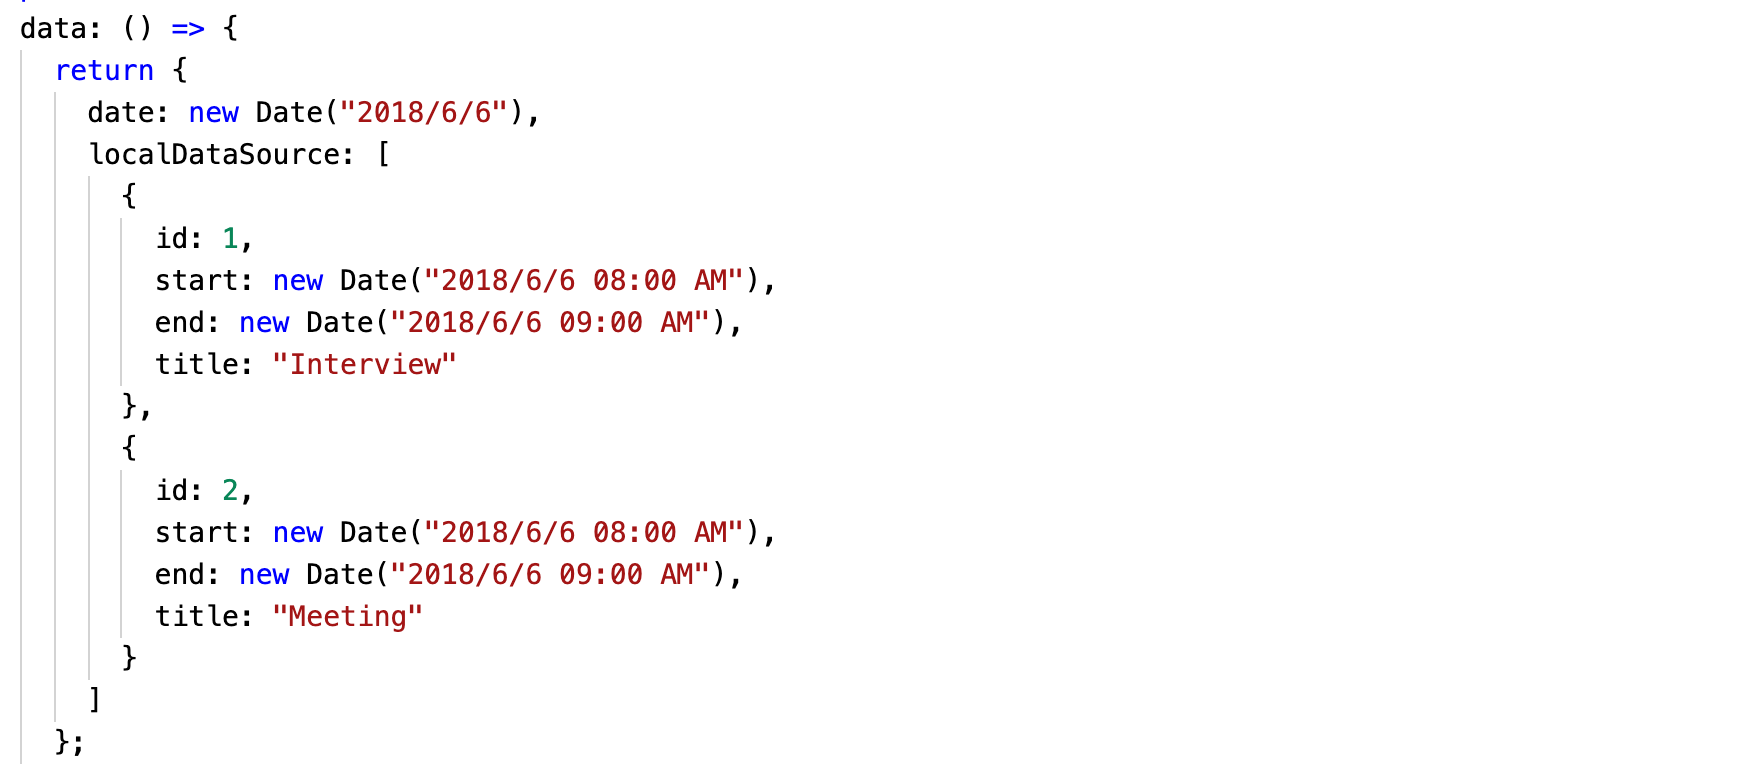 data: () => {
return {
date: new Date("2018/6/6"),
localDataSource: [
{
id: 1,
start: new Date("2018/6/6 08:00 AM"),
end: new Date("2018/6/6 09:00 AM"),
title: "Interview"
},
{
id: 2,
start: new Date("2018/6/6 08:00 AM"),
end: new Date("2018/6/6 09:00 AM"),
title: "Meeting"
}
]
};